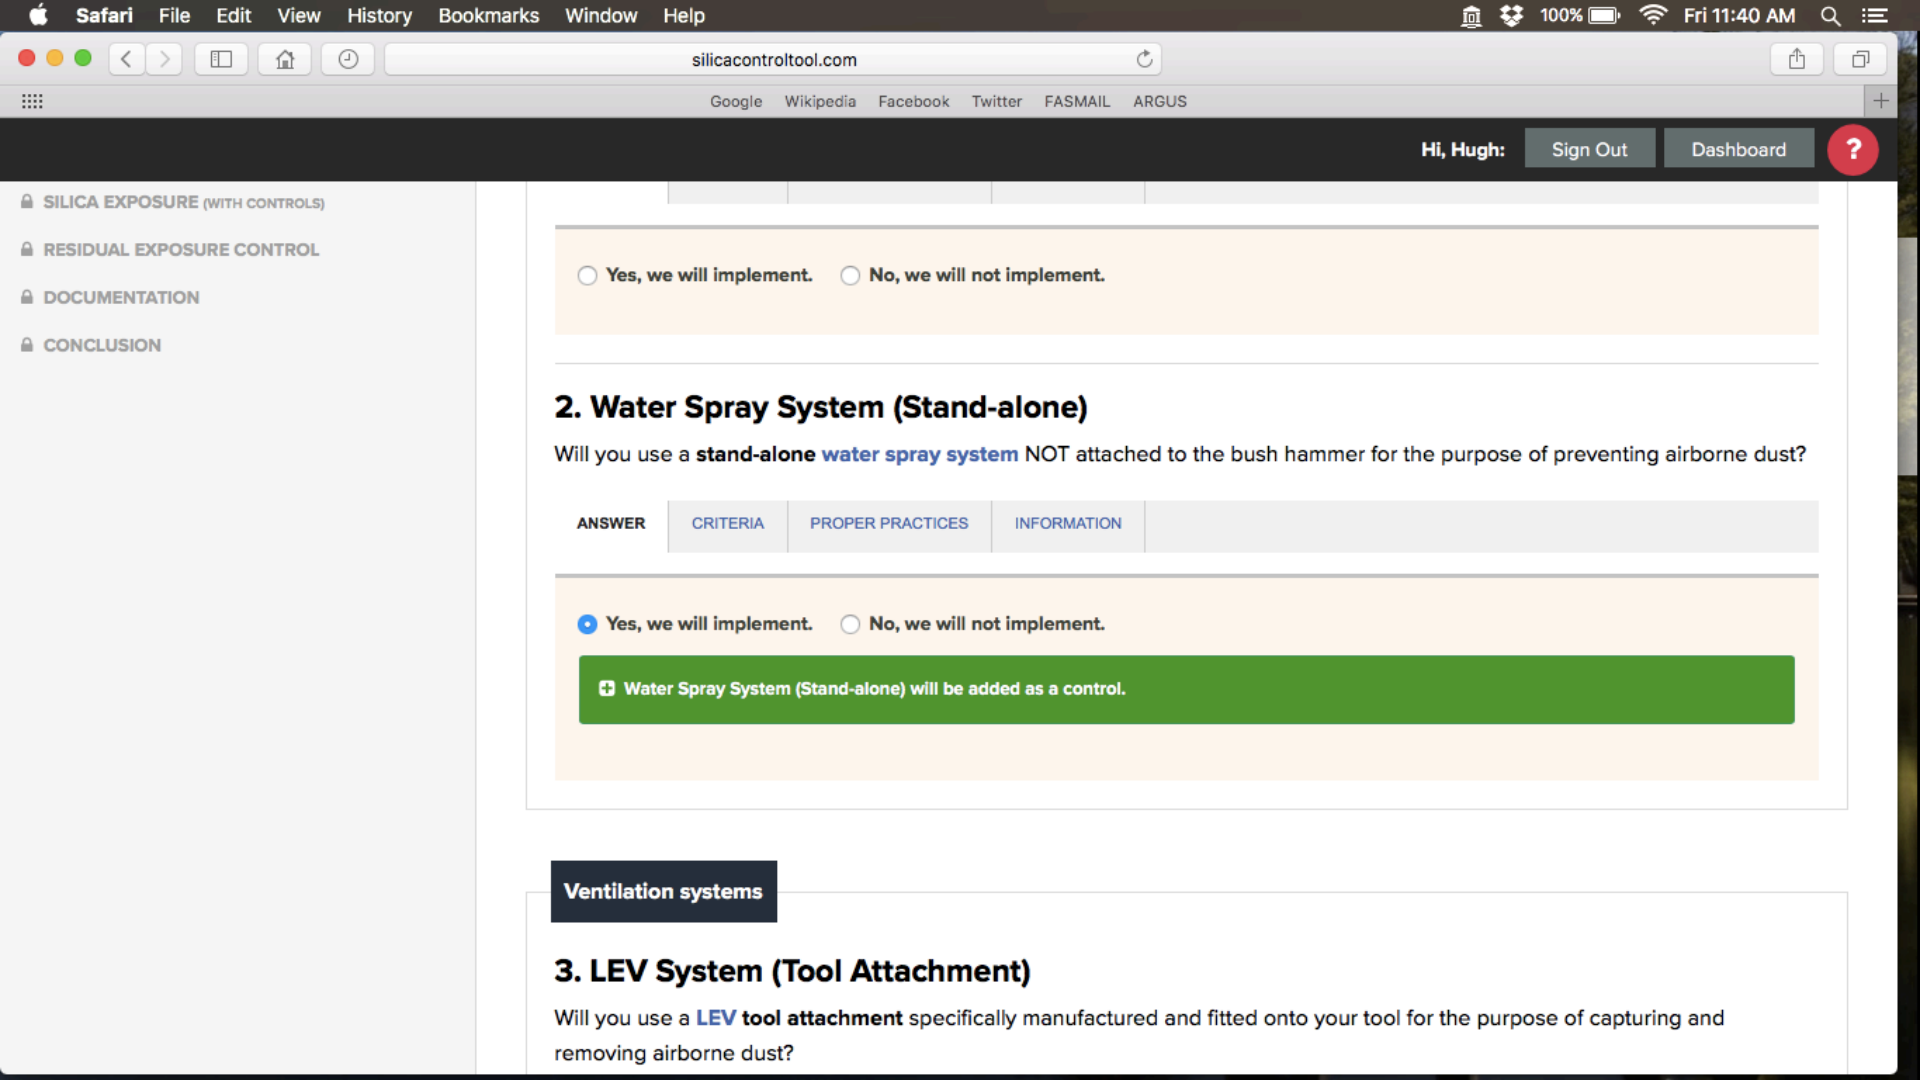 Safari File Edit View History Bookmarks Window Help 100% Fri 11:40 AM
silicacontroltool.com
Google Wikipedia Facebook Twitter FASMAIL ARGUS
Hi, Hugh: Sign Out Dashboard ?
SILICA EXPOSURE (WITH CONTROLS)
RESIDUAL EXPOSURE CONTROL
DOCUMENTATION
CONCLUSION
Yes, we will implement. No, we will not implement.
2. Water Spray System (Stand-alone)
Will you use a stand-alone water spray system NOT attached to the bush hammer for the purpose of preventing airborne dust?
ANSWER CRITERIA PROPER PRACTICES INFORMATION
Yes, we will implement. No, we will not implement.
Water Spray System (Stand-alone) will be added as a control.
Ventilation systems
3. LEV System (Tool Attachment)
Will you use a LEV tool attachment specifically manufactured and fitted onto your tool for the purpose of capturing and
removing airborne dust?